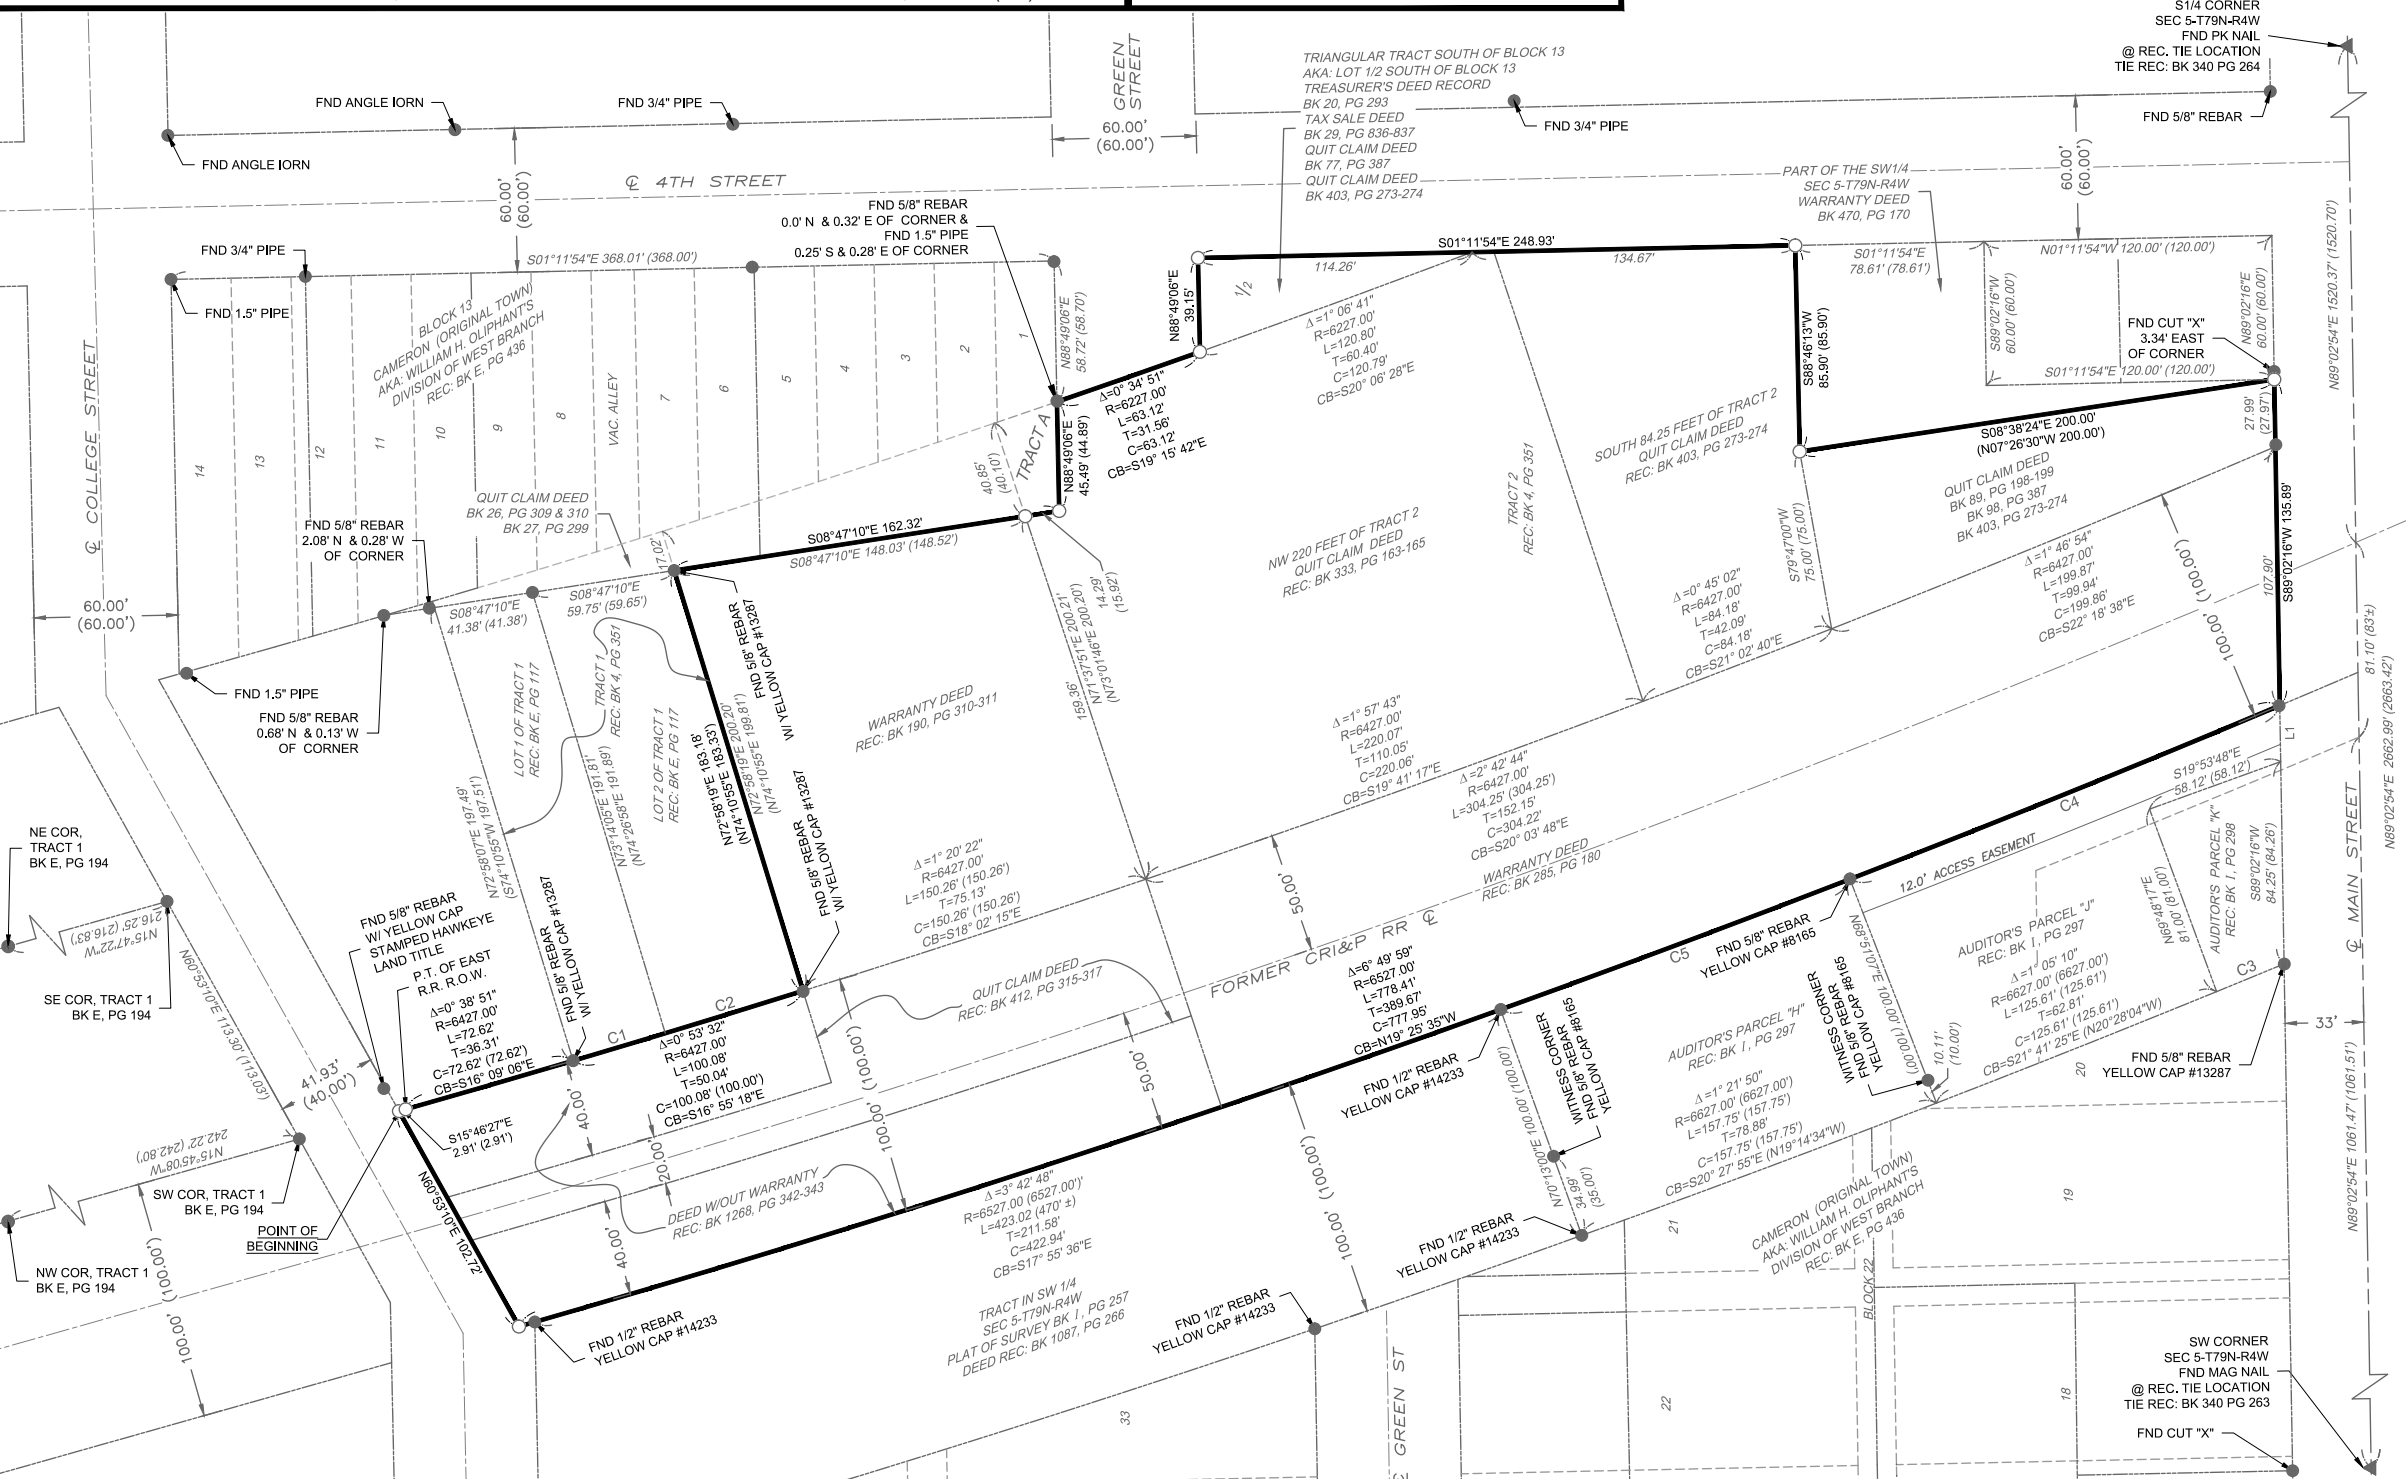 S1/4 CORNER
SEC 5-T79N-R4W
FND PK NAIL
@ REC. TIE LOCATION
TIE REC: BK 340 PG 264
FND 5/8" REBAR
GREEN
STREET
60.00'
(60.00')
TRIANGULAR TRACT SOUTH OF BLOCK 13
AKA: LOT 1/2 SOUTH OF BLOCK 13
TREASURER'S DEED RECORD
BK 20, PG 293
TAX SALE DEED
BK 29, PG 836-837
QUIT CLAIM DEED
BK 77, PG 387
QUIT CLAIM DEED
BK 403, PG 273-274
FND ANGLE IORN
FND 3/4" PIPE
FND 3/4" PIPE
FND ANGLE IORN
60.00'
(60.00')
℄ 4TH STREET
60.00'
(60.00')
PART OF THE SW1/4
SEC 5-T79N-R4W
WARRANTY DEED
BK 470, PG 170
N89°02'54"E 1520.37' (1520.70')
FND 5/8" REBAR
0.0' N & 0.32' E OF CORNER &
FND 1.5" PIPE
0.25' S & 0.28' E OF CORNER
FND 3/4" PIPE
S01°11'54"E 368.01' (368.00')
FND 1.5" PIPE
BLOCK 13
CAMERON (ORIGINAL TOWN)
AKA: WILLIAM H. OLIPHANT'S
DIVISION OF WEST BRANCH
REC: BK E, PG 436
S01°11'54"E 248.93'
114.26'
134.67'
S01°11'54"E
78.61' (78.61')
N01°11'54"W 120.00' (120.00')
S89°02'16"W
60.00' (60.00')
N89°02'16"E
60.00' (60.00')
S01°11'54"E 120.00' (120.00')
FND CUT "X"
3.34' EAST
OF CORNER
N88°49'06"E
39.15'
1/2
N88°49'06"E
58.72' (58.70')
Δ=1° 06' 41"
R=6227.00'
L=120.80'
T=60.40'
C=120.79'
CB=S20° 06' 28"E
S88°46'13"W
85.90' (85.90')
S08°38'24"E 200.00'
(N07°26'30"W 200.00')
27.99'
(27.97')
℄ COLLEGE STREET
14
13
12
11
10
9
8
VAC. ALLEY
7
6
5
4
3
2
1
TRACT A
40.85'
(40.10')
N88°49'06"E
45.49' (44.89')
Δ=0° 34' 51"
R=6227.00'
L=63.12'
T=31.56'
C=63.12'
CB=S19° 15' 42"E
SOUTH 84.25 FEET OF TRACT 2
QUIT CLAIM DEED
REC: BK 403, PG 273-274
QUIT CLAIM DEED
BK 89, PG 198-199
BK 98, PG 387
BK 403, PG 273-274
QUIT CLAIM DEED
BK 26, PG 309 & 310
BK 27, PG 299
FND 5/8" REBAR
2.08' N & 0.28' W
OF CORNER
17.02'
S08°47'10"E 162.32'
S08°47'10"E 148.03' (148.52')
NW 220 FEET OF TRACT 2
QUIT CLAIM DEED
REC: BK 333, PG 163-165
TRACT 2
REC: BK 4, PG 351
S79°47'00"W
75.00' (75.00')
Δ=0° 45' 02"
R=6427.00'
L=84.18'
T=42.09'
C=84.18'
CB=S21° 02' 40"E
Δ=1° 46' 54"
R=6427.00'
L=199.87'
T=99.94'
C=199.86'
CB=S22° 18' 38"E
(100.00')
100.00'
107.90'
S89°02'16"W 135.89'
60.00'
(60.00')
S08°47'10"E
41.38' (41.38')
S08°47'10"E
59.75' (59.65')
14.29'
(15.92')
FND 1.5" PIPE
FND 5/8" REBAR
0.68' N & 0.13' W
OF CORNER
LOT 1 OF TRACT 1
REC: BK E, PG 117
TRACT 1
REC: BK 4, PG 351
LOT 2 OF TRACT 1
REC: BK E, PG 117
FND 5/8" REBAR
W/ YELLOW CAP #13287
WARRANTY DEED
REC: BK 190, PG 310-311
159.36'
N71°37'51"E 200.21'
(N73°01'46"E 200.20')
N72°58'07"E 197.49'
(S74°10'55"W 197.51')
N73°14'05"E 191.81'
(N74°26'58"E 191.89')
N72°58'19"E 183.18'
(N74°10'55"E 183.33')
N72°58'19"E 200.20'
(N74°10'55"E 199.81')
FND 5/8" REBAR
W/ YELLOW CAP #13287
Δ=1° 57' 43"
R=6427.00'
L=220.07'
T=110.05'
C=220.06'
CB=S19° 41' 17"E
Δ=2° 42' 44"
R=6427.00'
L=304.25' (304.25')
T=152.15'
C=304.22'
CB=S20° 03' 48"E
WARRANTY DEED
REC: BK 285, PG 180
81.10' (83'±)
N89°02'54"E 2662.99' (2663.42')
L1
S19°53'48"E
58.12' (58.12')
C4
℄ MAIN STREET
NE COR,
TRACT 1
BK E, PG 194
N15°47'22"W
216.25' (216.83')
SE COR, TRACT 1
BK E, PG 194
N60°53'10"E 113.30' (113.03')
FND 5/8" REBAR
W/ YELLOW CAP
STAMPED HAWKEYE
LAND TITLE
P.T. OF EAST
R.R. R.O.W.
FND 5/8" REBAR
W/ YELLOW CAP #13287
Δ=0° 38' 51"
R=6427.00'
L=72.62'
T=36.31'
C=72.62' (72.62')
CB=S16° 09' 06"E
C1
C2
Δ=0° 53' 32"
R=6427.00'
L=100.08'
T=50.04'
C=100.08' (100.00')
CB=S16° 55' 18"E
Δ=1° 20' 22"
R=6427.00'
L=150.26' (150.26')
T=75.13'
C=150.26' (150.26')
CB=S18° 02' 15"E
50.00'
FORMER CRI&P RR ℄
QUIT CLAIM DEED
REC: BK 412, PG 315-317
(100.00')
100.00'
50.00'
Δ=6° 49' 59"
R=6527.00'
L=778.41'
T=389.67'
C=777.95'
CB=N19° 25' 35"W
C5
FND 5/8" REBAR
YELLOW CAP #8165
12.0' ACCESS EASEMENT
AUDITOR'S PARCEL "J"
REC: BK I, PG 297
N69°48'17"E
81.00' (81.00')
AUDITOR'S PARCEL "K"
REC: BK I, PG 298
S89°02'16"W
84.25' (84.26')
C3
33'
FND 5/8" REBAR
YELLOW CAP #13287
Δ=1° 05' 10"
R=6627.00' (6627.00')
L=125.61' (125.61')
T=62.81'
C=125.61' (125.61')
CB=S21° 41' 25"E (N20°28'04"W)
20
WITNESS CORNER
FND 5/8" REBAR
YELLOW CAP #8165
10.11'
(10.00')
FND 1/2" REBAR
YELLOW CAP #14233
WITNESS CORNER
FND 5/8" REBAR
YELLOW CAP #8165
N70°13'00"E 100.00' (100.00')
34.99'
(35.00')
AUDITOR'S PARCEL "H"
REC: BK I, PG 297
Δ=1° 21' 50"
R=6627.00' (6627.00')
L=157.75' (157.75')
T=78.88'
C=157.75' (157.75')
CB=S20° 27' 55"E (N19°14'34"W)
41.93'
(40.00')
N15°45'08"W
242.22' (242.80')
S15°46'27"E
2.91' (2.91')
SW COR, TRACT 1
BK E, PG 194
POINT OF
BEGINNING
N60°53'10"E 102.72'
NW COR, TRACT 1
BK E, PG 194
(100.00')
100.00'
40.00'
20.00'
40.00'
DEED W/OUT WARRANTY
REC: BK 1268, PG 342-343
Δ=3° 42' 48"
R=6527.00 (6527.00')'
L=423.02 (470' ±)
T=211.58'
C=422.94'
CB=S17° 55' 36"E
TRACT IN SW 1/4
SEC 5-T79N-R4W
PLAT OF SURVEY BK I, PG 257
DEED REC: BK 1087, PG 266
FND 1/2" REBAR
YELLOW CAP #14233
FND 1/2" REBAR
YELLOW CAP #14233
FND 1/2" REBAR
YELLOW CAP #14233
(100.00')
100.00'
CAMERON (ORIGINAL TOWN)
AKA: WILLIAM H. OLIPHANT'S
DIVISION OF WEST BRANCH
REC: BK E, PG 436
BLOCK 22
21
19
22
18
33
℄ GREEN ST
N89°02'54"E 1061.47' (1061.51')
SW CORNER
SEC 5-T79N-R4W
FND MAG NAIL
@ REC. TIE LOCATION
TIE REC: BK 340 PG 263
FND CUT "X"